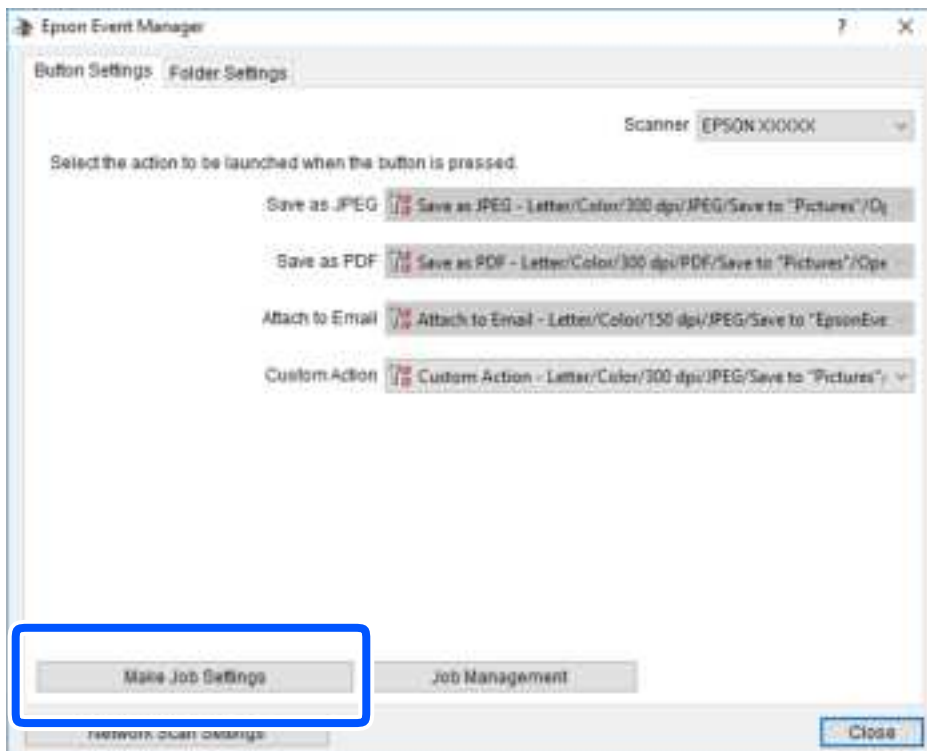 Epson Event Manager
Button Settings Folder Settings
Scanner EPSON XXXXX
Select the action to be launched when the button is pressed.
Save as JPEG Save as JPEG - Letter/Color/300 dpi/JPEG/Save to "Pictures"/Op
Save as PDF Save as PDF - Letter/Color/300 dpi/PDF/Save to "Pictures"/Ope
Attach to Email Attach to Email - Letter/Color/150 dpi/JPEG/Save to "EpsonEve
Custom Action Custom Action - Letter/Color/300 dpi/JPEG/Save to "Pictures"/
Make Job Settings Job Management
Network Scan Settings Close